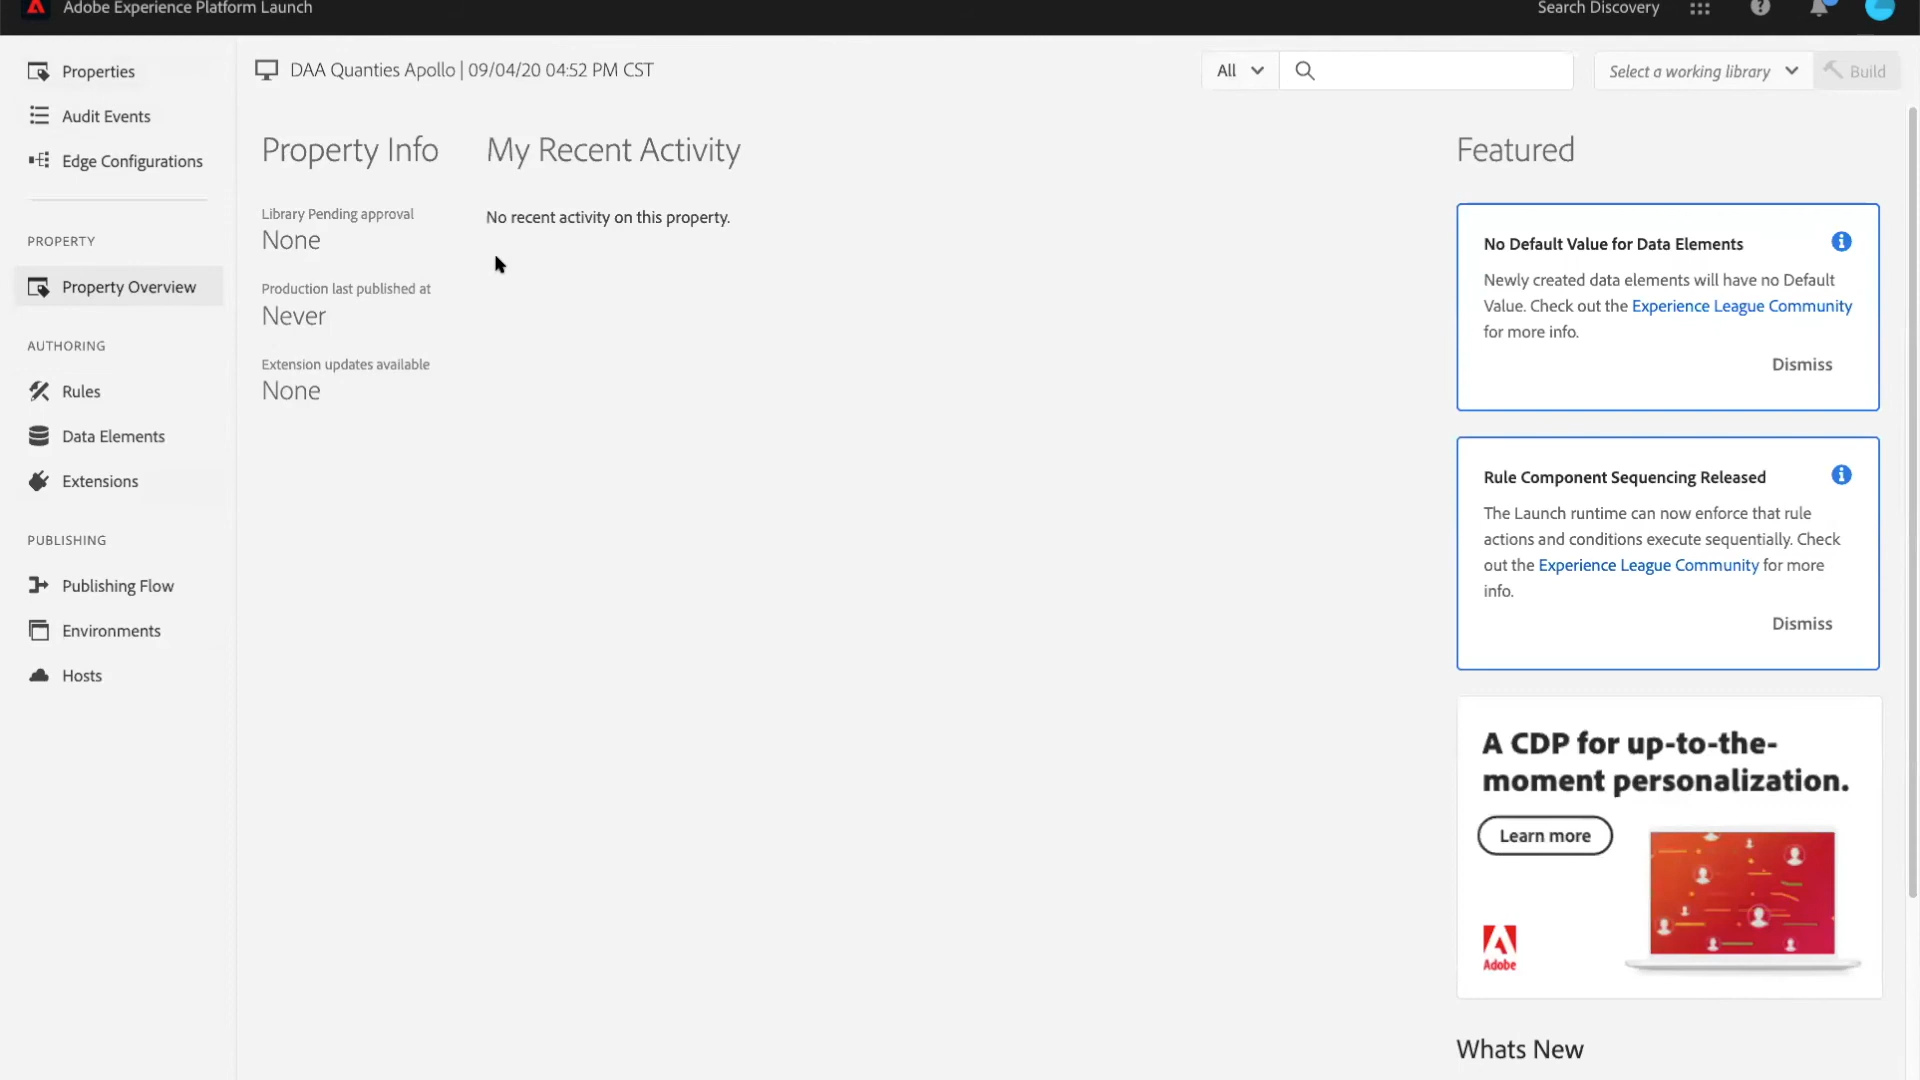 Adobe Experience Platform Launch
Search Discovery
Properties
Audit Events
Edge Configurations
PROPERTY
Property Overview
AUTHORING
Rules
Data Elements
Extensions
PUBLISHING
Publishing Flow
Environments
Hosts
DAA Quanties Apollo | 09/04/20 04:52 PM CST
All
Select a working library
Build
Property Info
Library Pending approval
None
Production last published at
Never
Extension updates available
None
My Recent Activity
No recent activity on this property.
Featured
No Default Value for Data Elements
Newly created data elements will have no Default
Value. Check out the Experience League Community
for more info.
Dismiss
Rule Component Sequencing Released
The Launch runtime can now enforce that rule
actions and conditions execute sequentially. Check
out the Experience League Community for more
info.
Dismiss
A CDP for up-to-the-
moment personalization.
Learn more
Adobe
Whats New